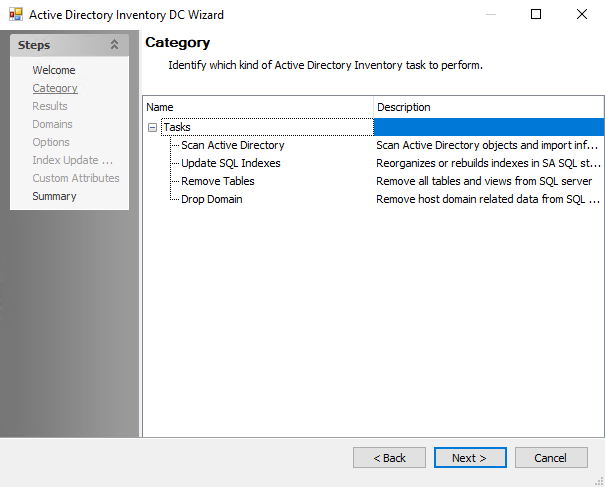 Active Directory Inventory DC Wizard
Steps
Welcome
Category
Results
Domains
Options
Index Update ...
Custom Attributes
Summary
Category
Identify which kind of Active Directory Inventory task to perform.
Name Description
Tasks
Scan Active Directory Scan Active Directory objects and import inf...
Update SQL Indexes Reorganizes or rebuilds indexes in SA SQL st...
Remove Tables Remove all tables and views from SQL server
Drop Domain Remove host domain related data from SQL ...
< Back Next > Cancel